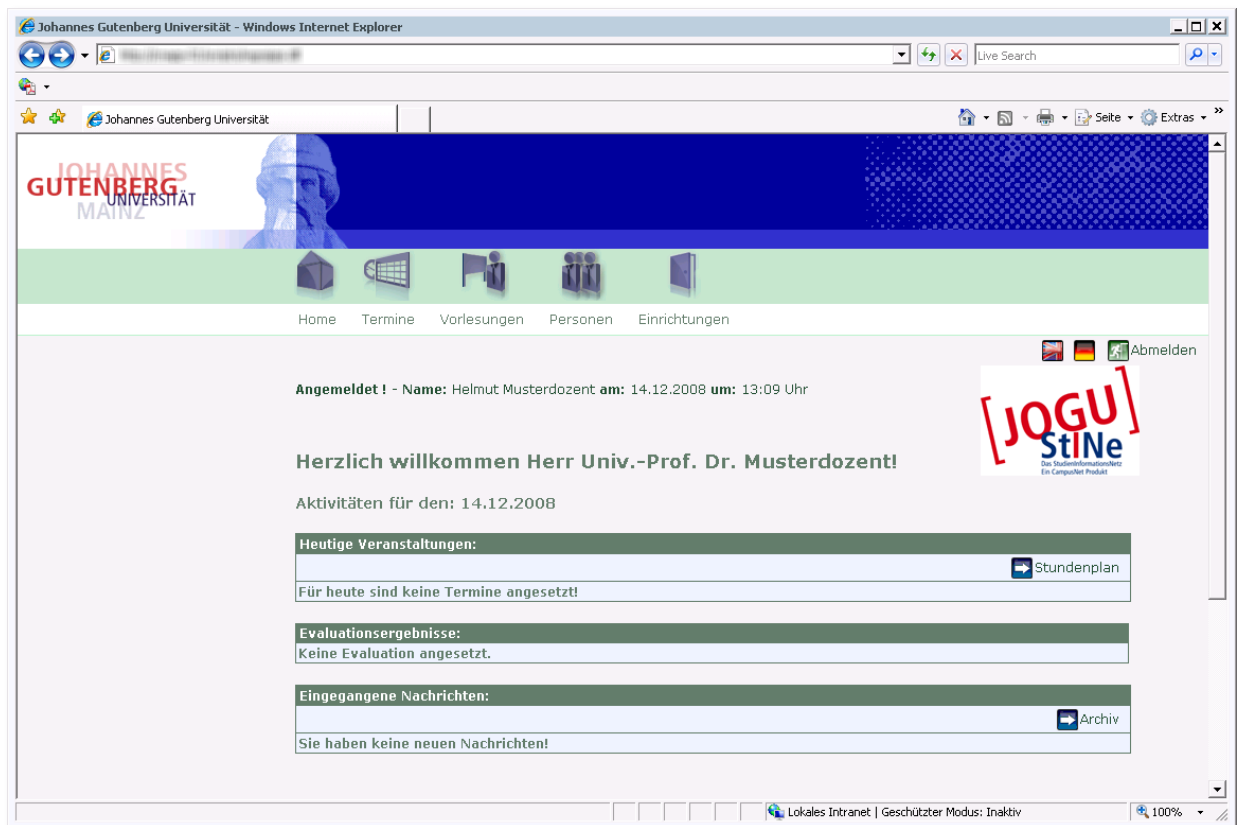 Johannes Gutenberg Universität - Windows Internet Explorer
Live Search
Johannes Gutenberg Universität
Seite Extras »
JOHANNES
GUTENBERG
UNIVERSITÄT
MAINZ
Home Termine Vorlesungen Personen Einrichtungen
Abmelden
Angemeldet ! - Name: Helmut Musterdozent am: 14.12.2008 um: 13:09 Uhr
[JOGU]
StINe
Das StudienInformationsNetz
Ein CampusNet Produkt
Herzlich willkommen Herr Univ.-Prof. Dr. Musterdozent!
Aktivitäten für den: 14.12.2008
Heutige Veranstaltungen:
Stundenplan
Für heute sind keine Termine angesetzt!
Evaluationsergebnisse:
Keine Evaluation angesetzt.
Eingegangene Nachrichten:
Archiv
Sie haben keine neuen Nachrichten!
Lokales Intranet | Geschützter Modus: Inaktiv
100%